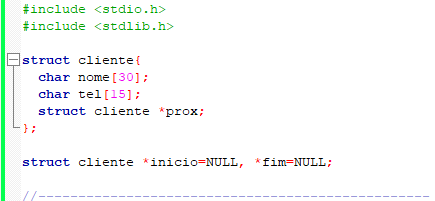 #include <stdio.h>
#include <stdlib.h>
struct cliente{
char nome[30];
char tel[15];
struct cliente *prox;
};
struct cliente *inicio=NULL, *fim=NULL;
//--------------------------------------------------